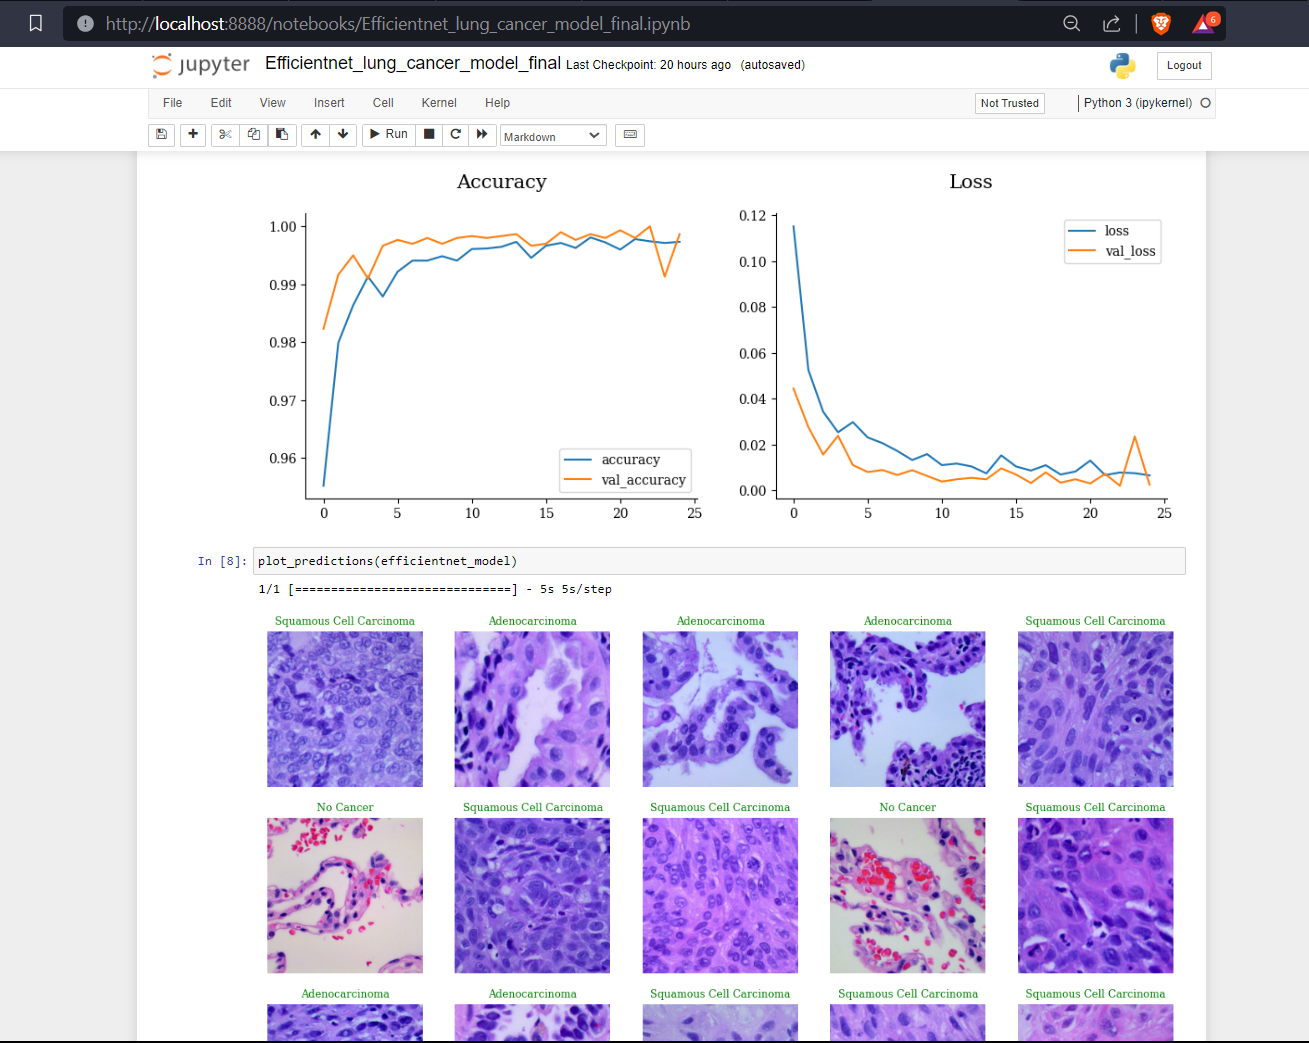 http://localhost:8888/notebooks/Efficientnet_lung_cancer_model_final.ipynb
6
jupyter Efficientnet_lung_cancer_model_final Last Checkpoint: 20 hours ago (autosaved)
Logout
File Edit View Insert Cell Kernel Help
Not Trusted
Python 3 (ipykernel)
Run
Markdown
Accuracy
1.00
0.99
0.98
0.97
0.96
0 5 10 15 20 25
accuracy
val_accuracy
Loss
0.12
0.10
0.08
0.06
0.04
0.02
0.00
0 5 10 15 20 25
loss
val_loss
In [8]: plot_predictions(efficientnet_model)
1/1 [==============================] - 5s 5s/step
Squamous Cell Carcinoma Adenocarcinoma Adenocarcinoma Adenocarcinoma Squamous Cell Carcinoma
No Cancer Squamous Cell Carcinoma Squamous Cell Carcinoma No Cancer Squamous Cell Carcinoma
Adenocarcinoma Adenocarcinoma Squamous Cell Carcinoma Squamous Cell Carcinoma Squamous Cell Carcinoma